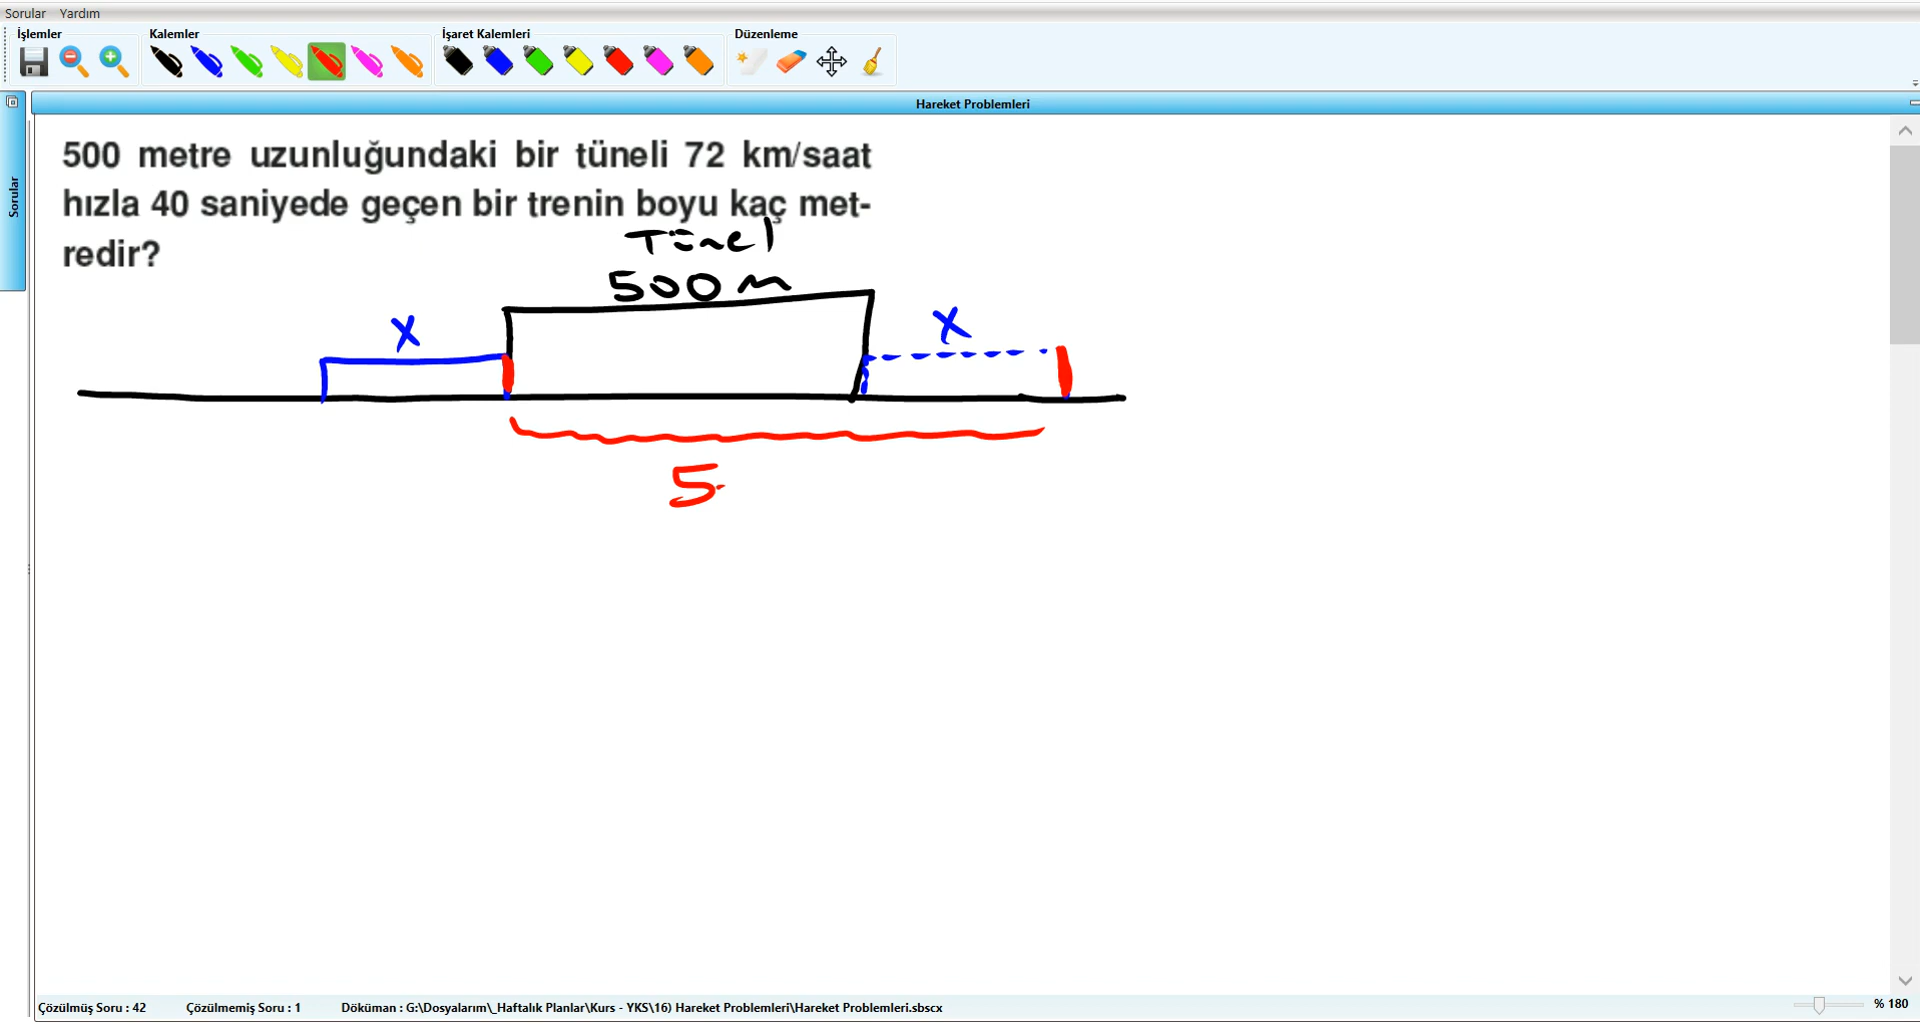 Sorular Yardım
İşlemler Kalemler İşaret Kalemleri Düzenleme
Hareket Problemleri
Sorular
500 metre uzunluğundaki bir tüneli 72 km/saat
hızla 40 saniyede geçen bir trenin boyu kaç met-
redir?
Tünel
500 m
x x
5
Çözülmüş Soru : 42 Çözülmemiş Soru : 1 Döküman : G:\Dosyalarım\_Haftalık Planlar\Kurs - YKS\16) Hareket Problemleri\Hareket Problemleri.sbscx % 180